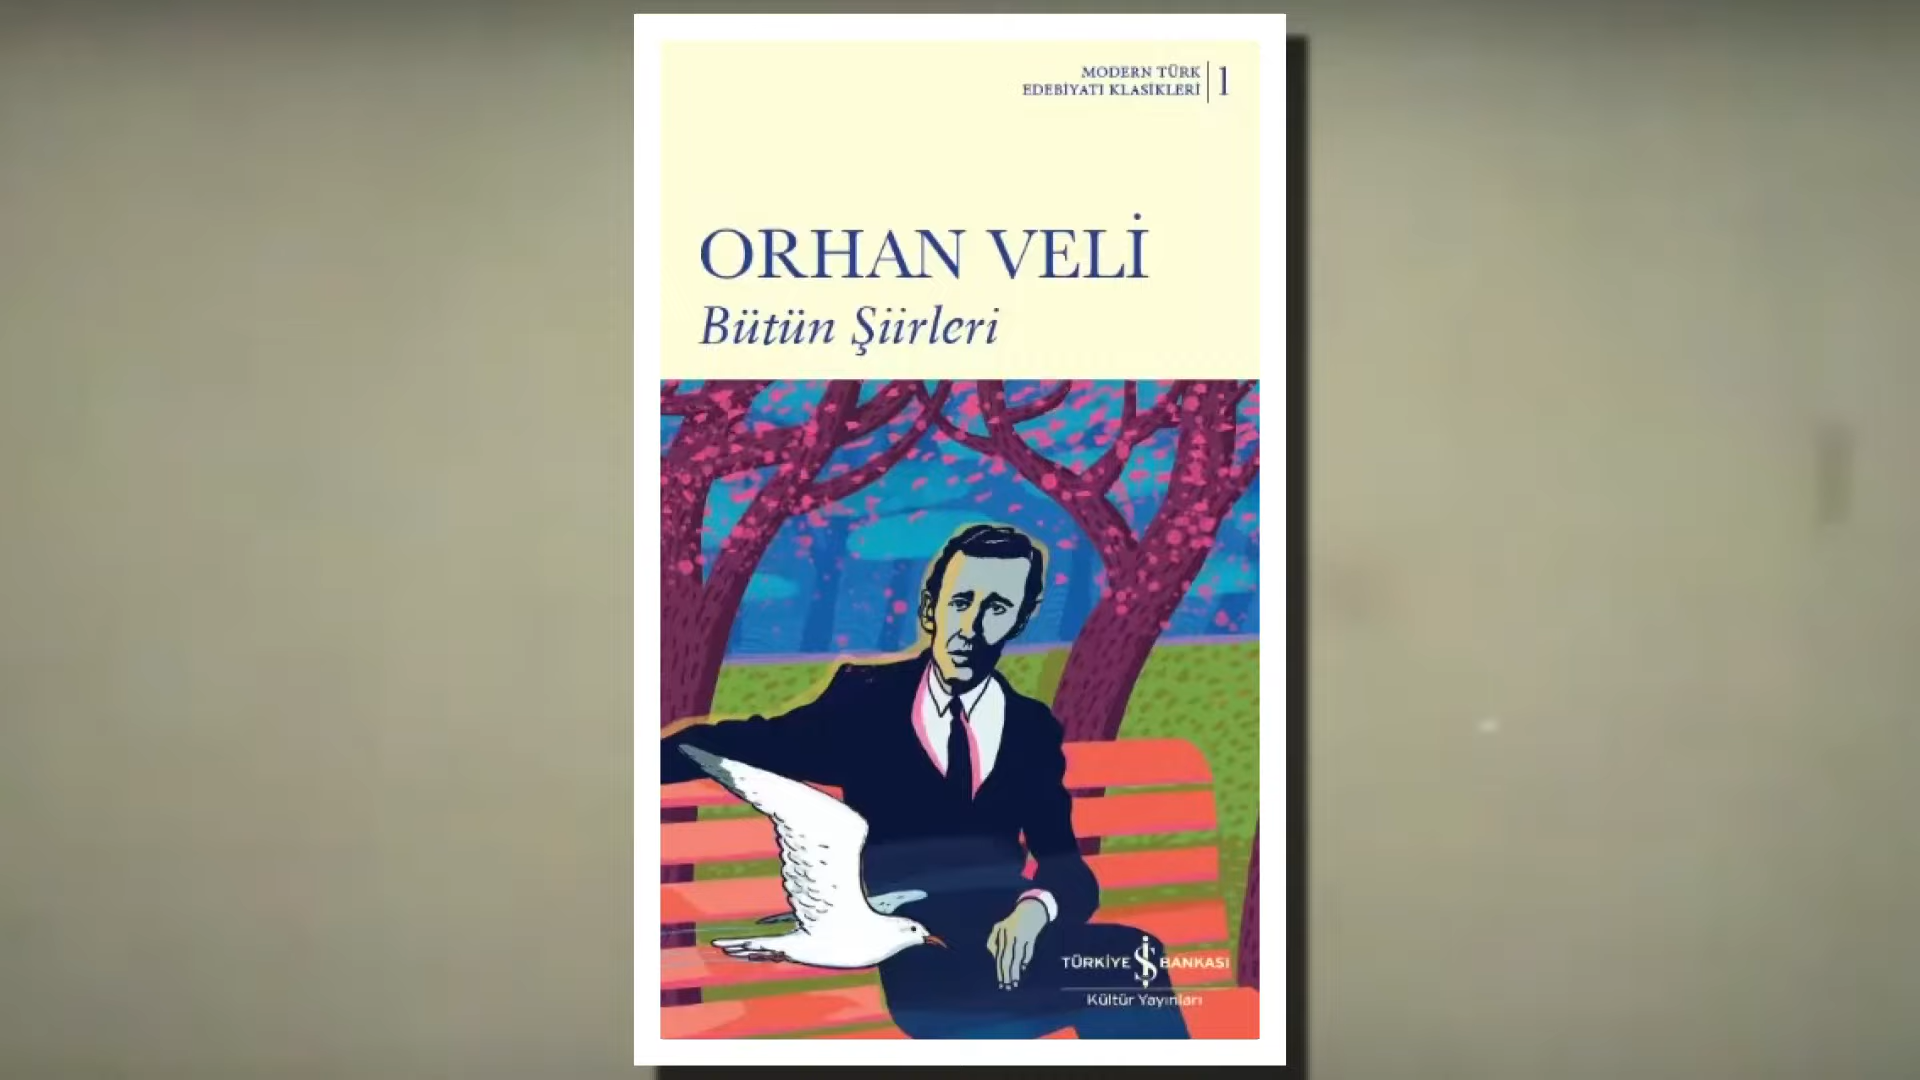 MODERN TÜRK
EDEBİYATI KLASİKLERİ
1
ORHAN VELİ
Bütün Şiirleri
TÜRKİYE İŞ BANKASI
Kültür Yayınları